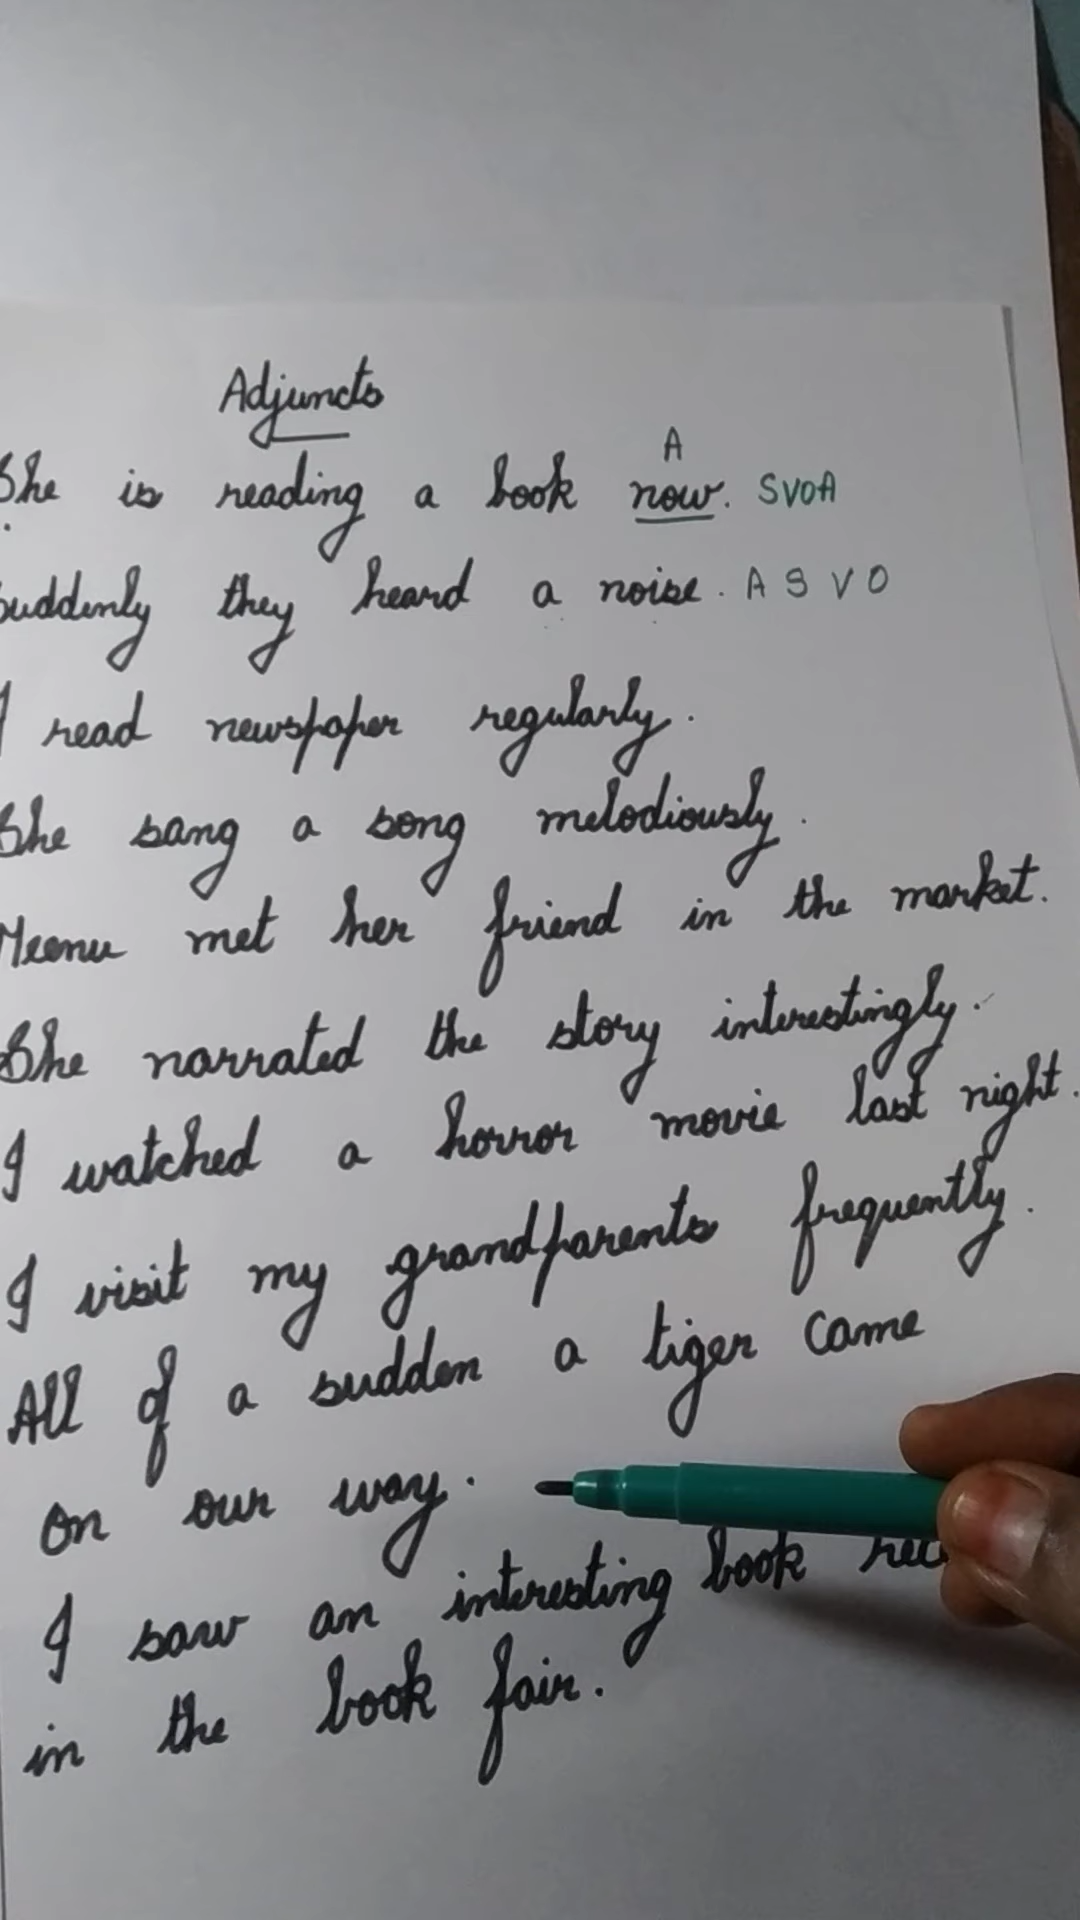 Adjuncts
A
She is reading a book now. SVOA
Suddenly they heard a noise. A S V O
I read newspaper regularly.
She sang a song melodiously.
Meenu met her friend in the market.
She narrated the story interestingly.
I watched a horror movie last night.
I visit my grandparents frequently.
All of a sudden a tiger came
on our way.
I saw an interesting book
in the book fair.